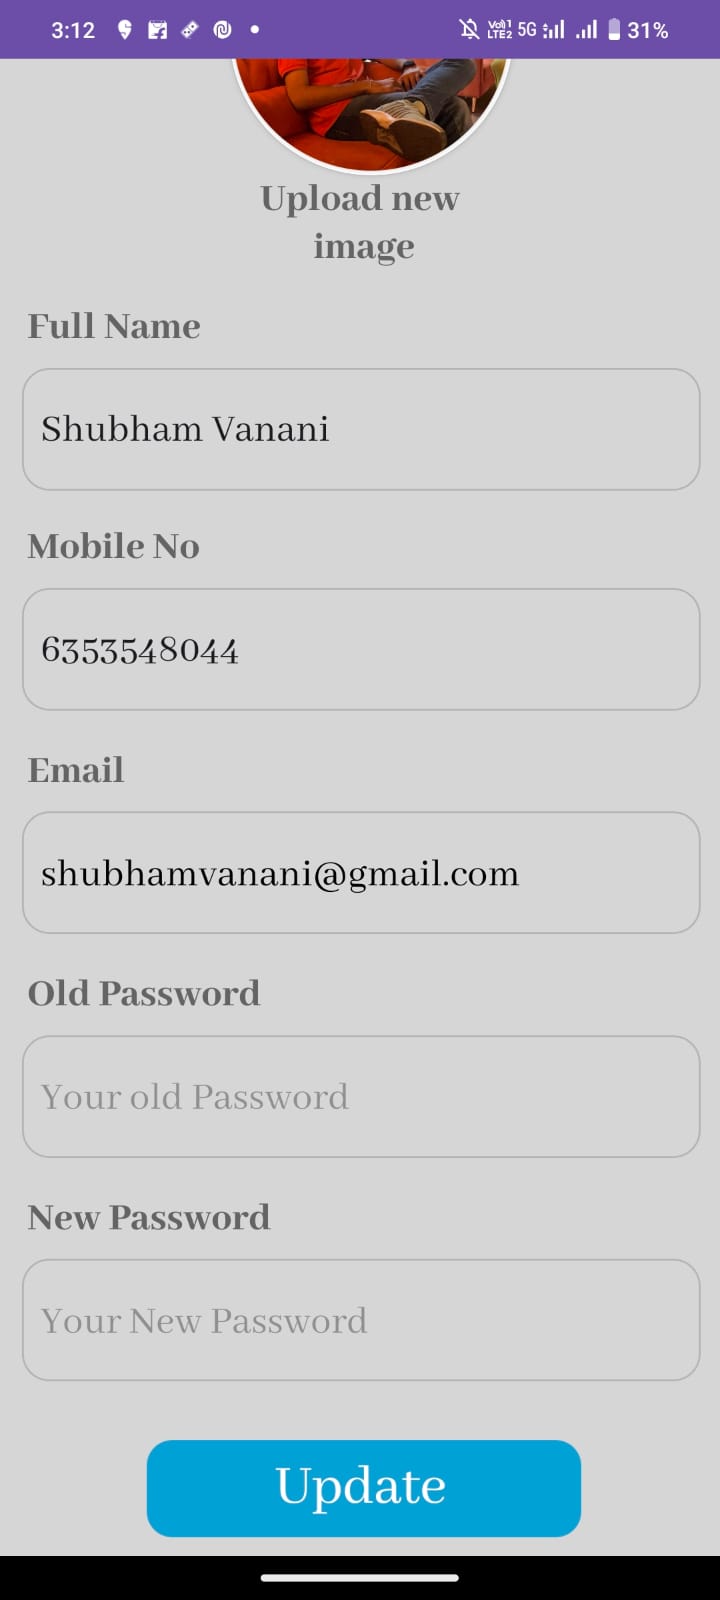 3:12 Vo)) 1 LTE2 5G 31%
Upload new
image
Full Name
Shubham Vanani
Mobile No
6353548044
Email
shubhamvanani@gmail.com
Old Password
Your old Password
New Password
Your New Password
Update